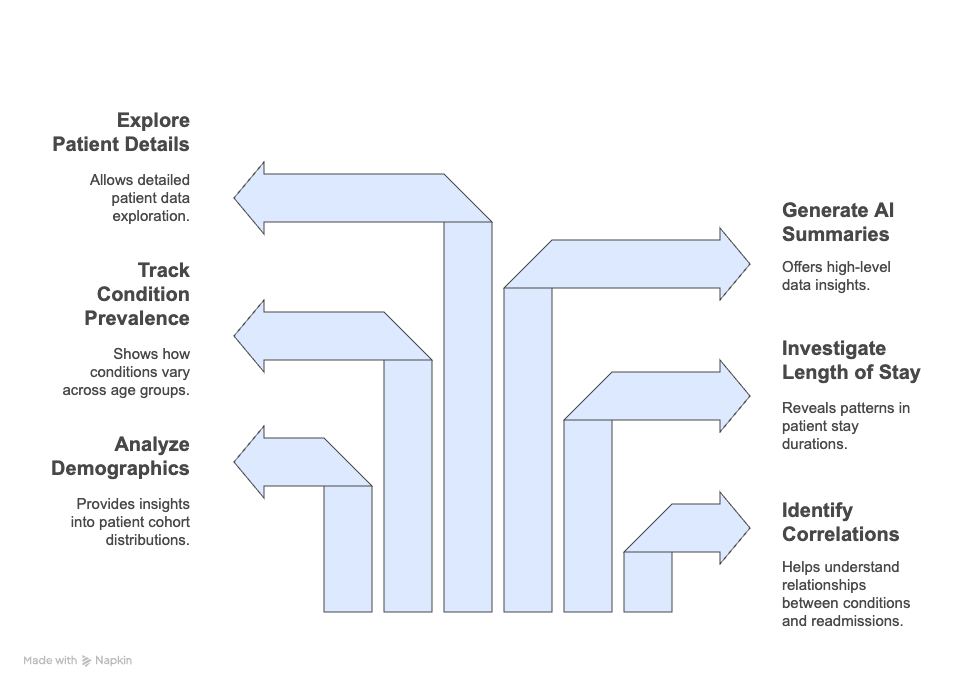 Explore
Patient Details
Allows detailed
patient data
exploration.
Track
Condition
Prevalence
Shows how
conditions vary
across age groups.
Analyze
Demographics
Provides insights
into patient cohort
distributions.
Generate AI
Summaries
Offers high-level
data insights.
Investigate
Length of Stay
Reveals patterns in
patient stay
durations.
Identify
Correlations
Helps understand
relationships
between conditions
and readmissions.
Made with Napkin